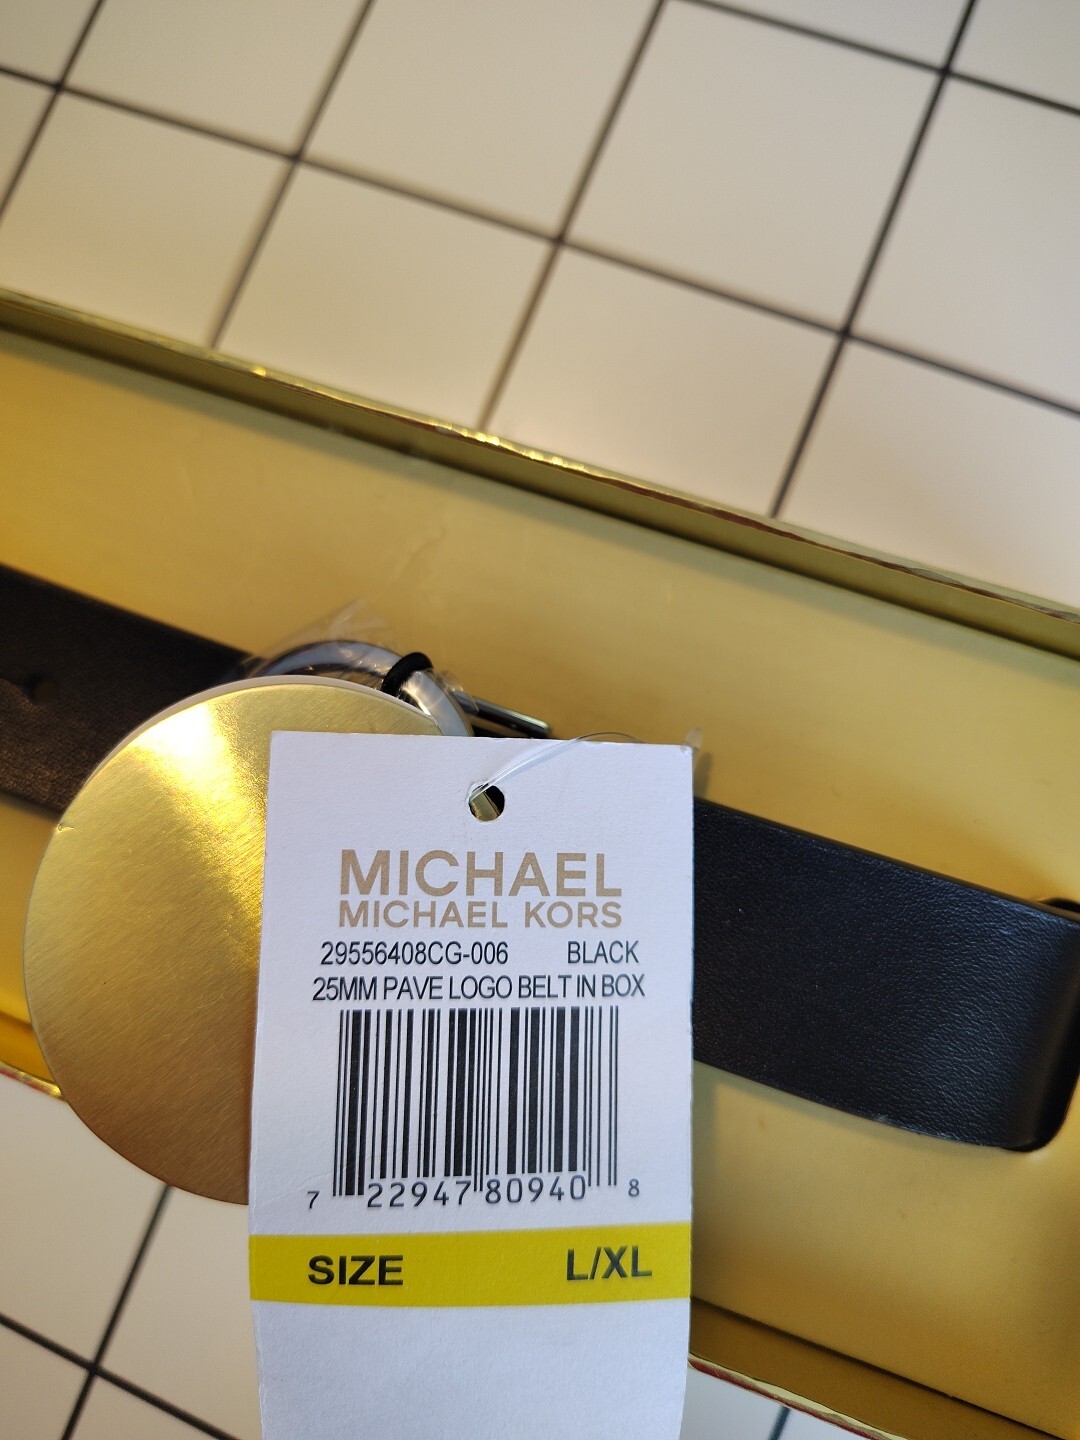 MICHAEL
MICHAEL KORS
29556408CG-006 BLACK
25MM PAVE LOGO BELT IN BOX
7 22947 80940 8
SIZE L/XL